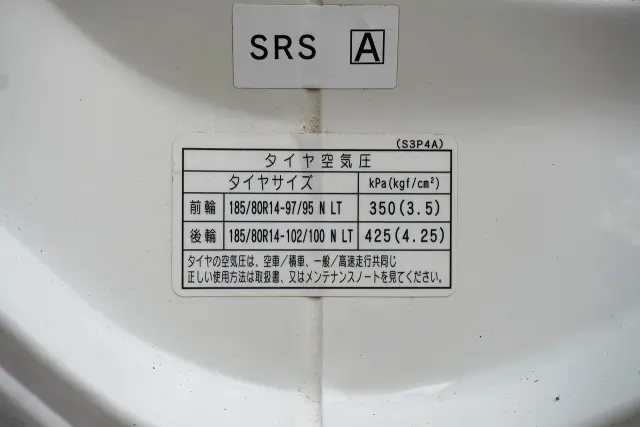 SRS A
(S3P4A)
タイヤ空気圧
タイヤサイズ kPa(kgf/cm²)
前輪 185/80R14-97/95 N LT 350(3.5)
後輪 185/80R14-102/100 N LT 425(4.25)
タイヤの空気圧は、空車/積車、一般/高速走行共同じ
正しい使用方法は取扱書、又はメンテナンスノートを見てください。